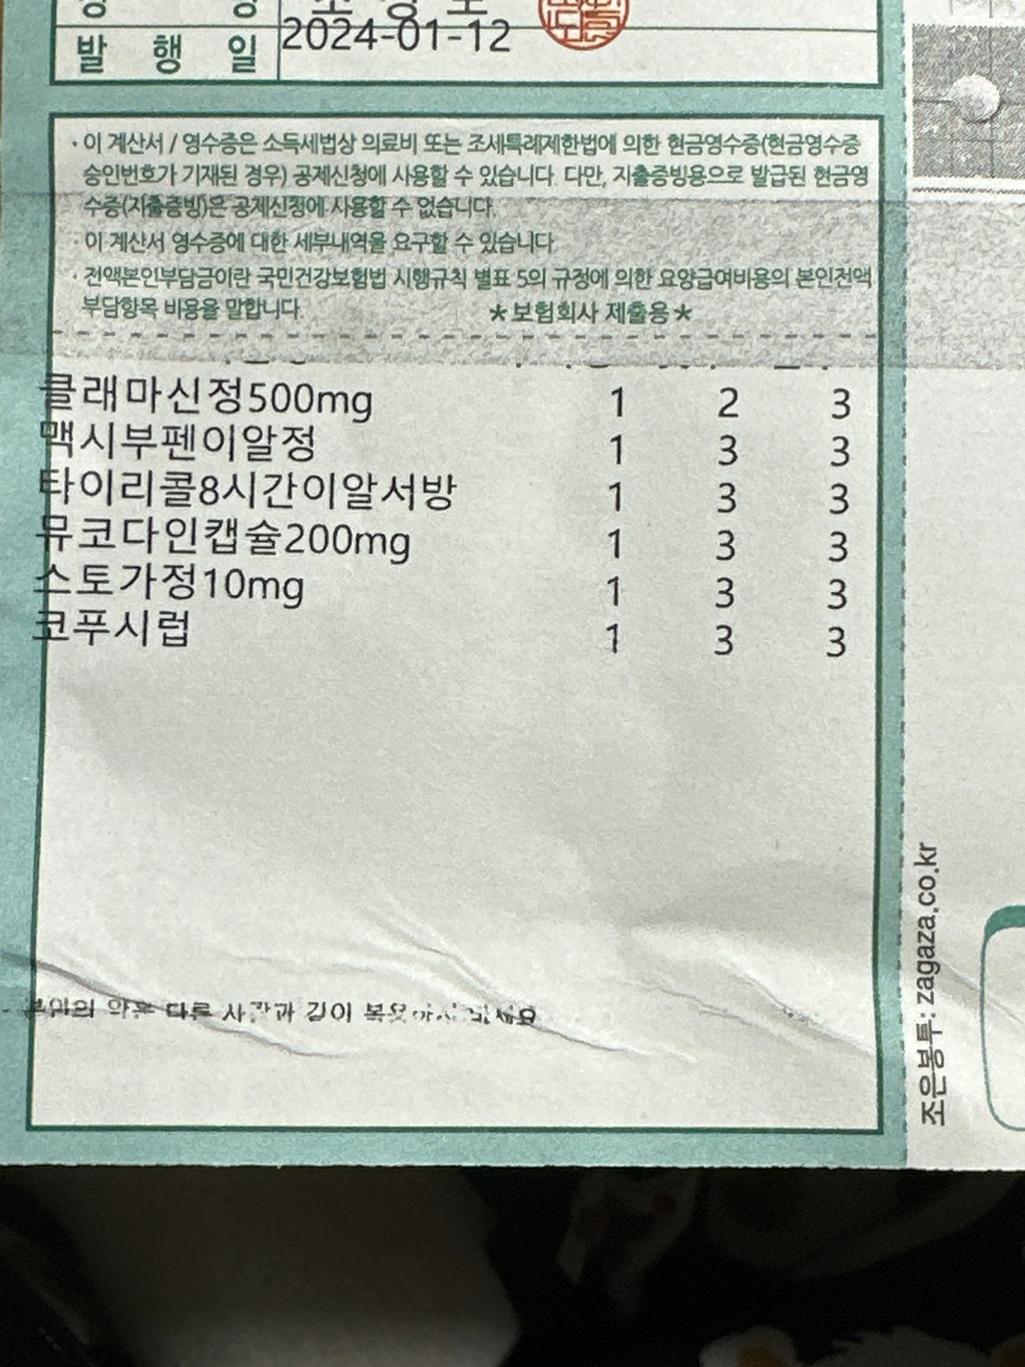 발 행 일 2024-01-12
· 이 계산서 / 영수증은 소득세법상 의료비 또는 조세특례제한법에 의한 현금영수증(현금영수증
승인번호가 기재된 경우) 공제신청에 사용할 수 있습니다. 다만, 지출증빙용으로 발급된 현금영
수증(지출증빙)은 공제신청에 사용할 수 없습니다.
· 이 계산서 영수증에 대한 세부내역을 요구할 수 있습니다
· 전액본인부담금이란 국민건강보험법 시행규칙 별표 5의 규정에 의한 요양급여비용의 본인전액
부담항목 비용을 말합니다. ★보험회사 제출용★
클래마신정500mg 1 2 3
맥시부펜이알정 1 3 3
타이리콜8시간이알서방 1 3 3
뮤코다인캡슐200mg 1 3 3
스토가정10mg 1 3 3
코푸시럽 1 3 3
다른 사람과 같이
조은봉투: zagaza.co.kr